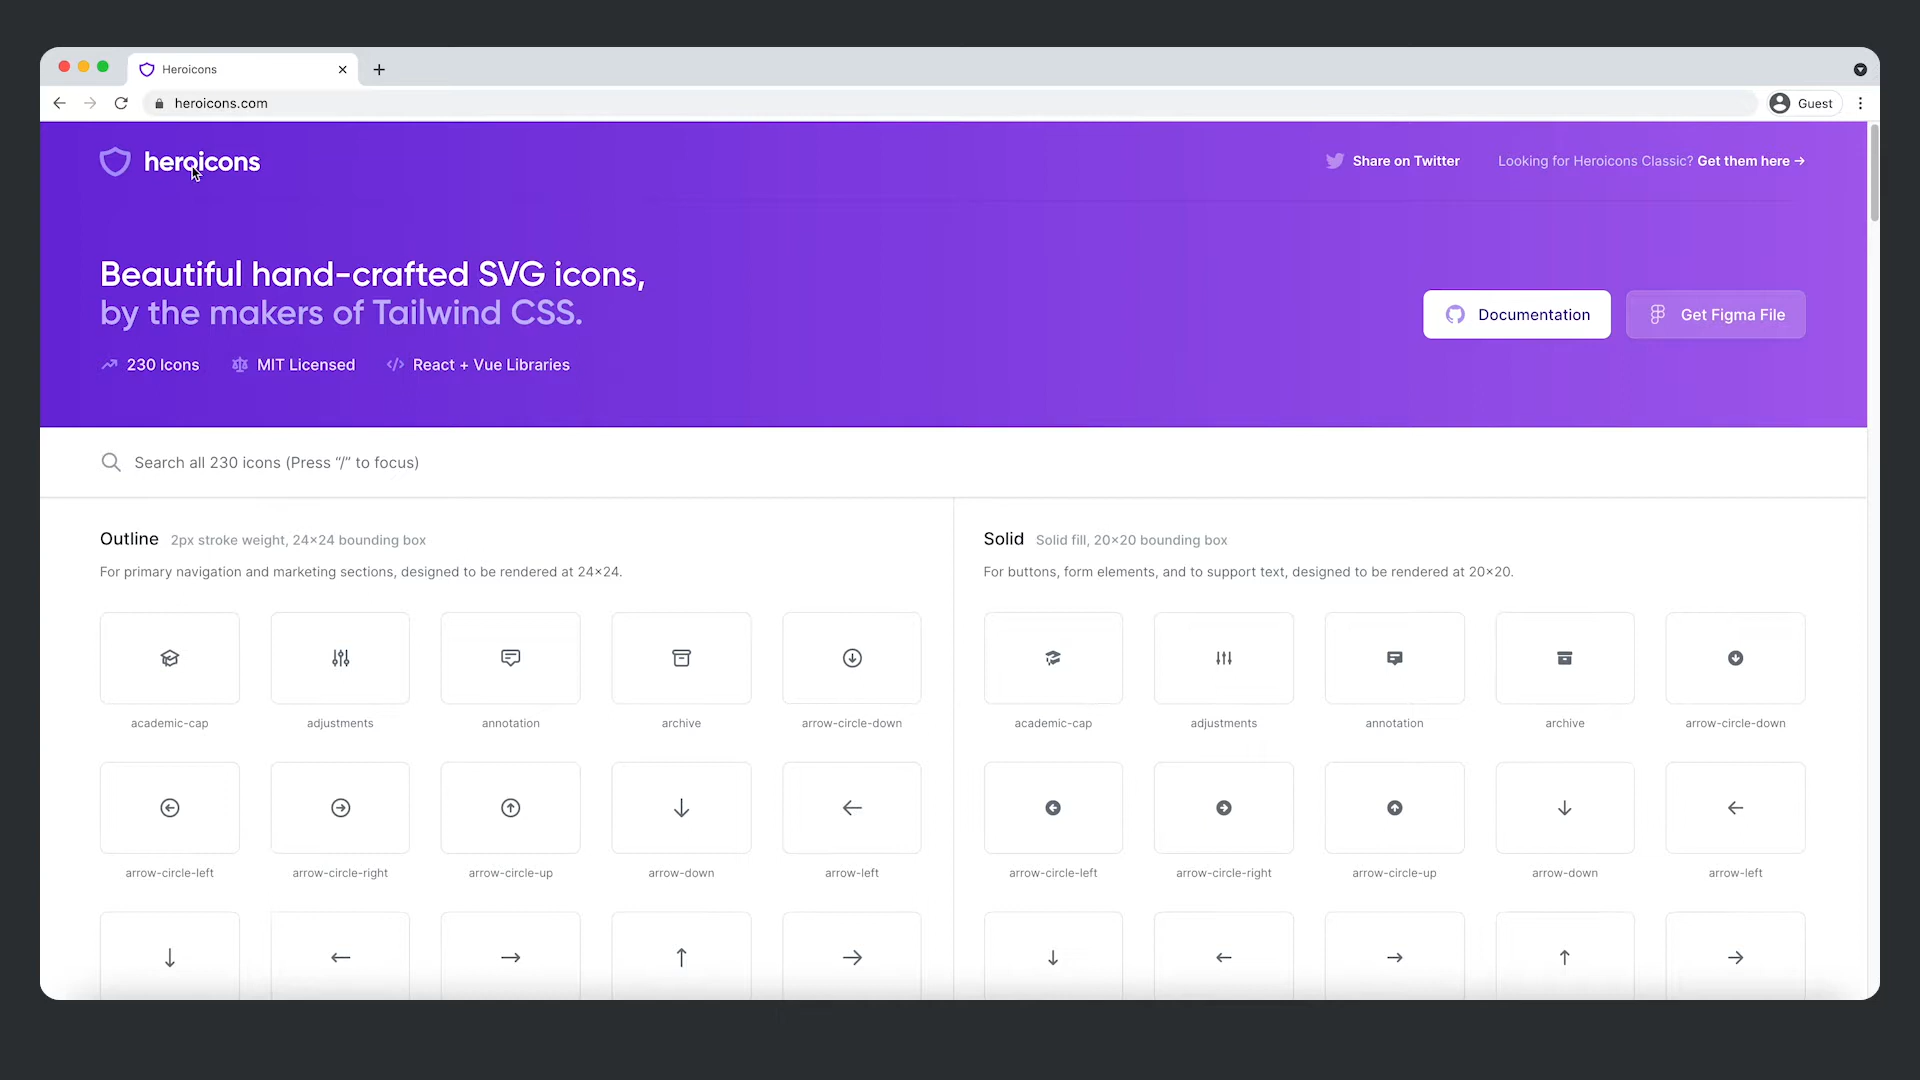 Heroicons
heroicons.com
Guest
heroicons
Share on Twitter
Looking for Heroicons Classic? Get them here →
Beautiful hand-crafted SVG icons,
by the makers of Tailwind CSS.
230 Icons
MIT Licensed
React + Vue Libraries
Documentation
Get Figma File
Search all 230 icons (Press “/” to focus)
Outline 2px stroke weight, 24×24 bounding box
For primary navigation and marketing sections, designed to be rendered at 24×24.
academic-cap
adjustments
annotation
archive
arrow-circle-down
arrow-circle-left
arrow-circle-right
arrow-circle-up
arrow-down
arrow-left
Solid Solid fill, 20×20 bounding box
For buttons, form elements, and to support text, designed to be rendered at 20×20.
academic-cap
adjustments
annotation
archive
arrow-circle-down
arrow-circle-left
arrow-circle-right
arrow-circle-up
arrow-down
arrow-left